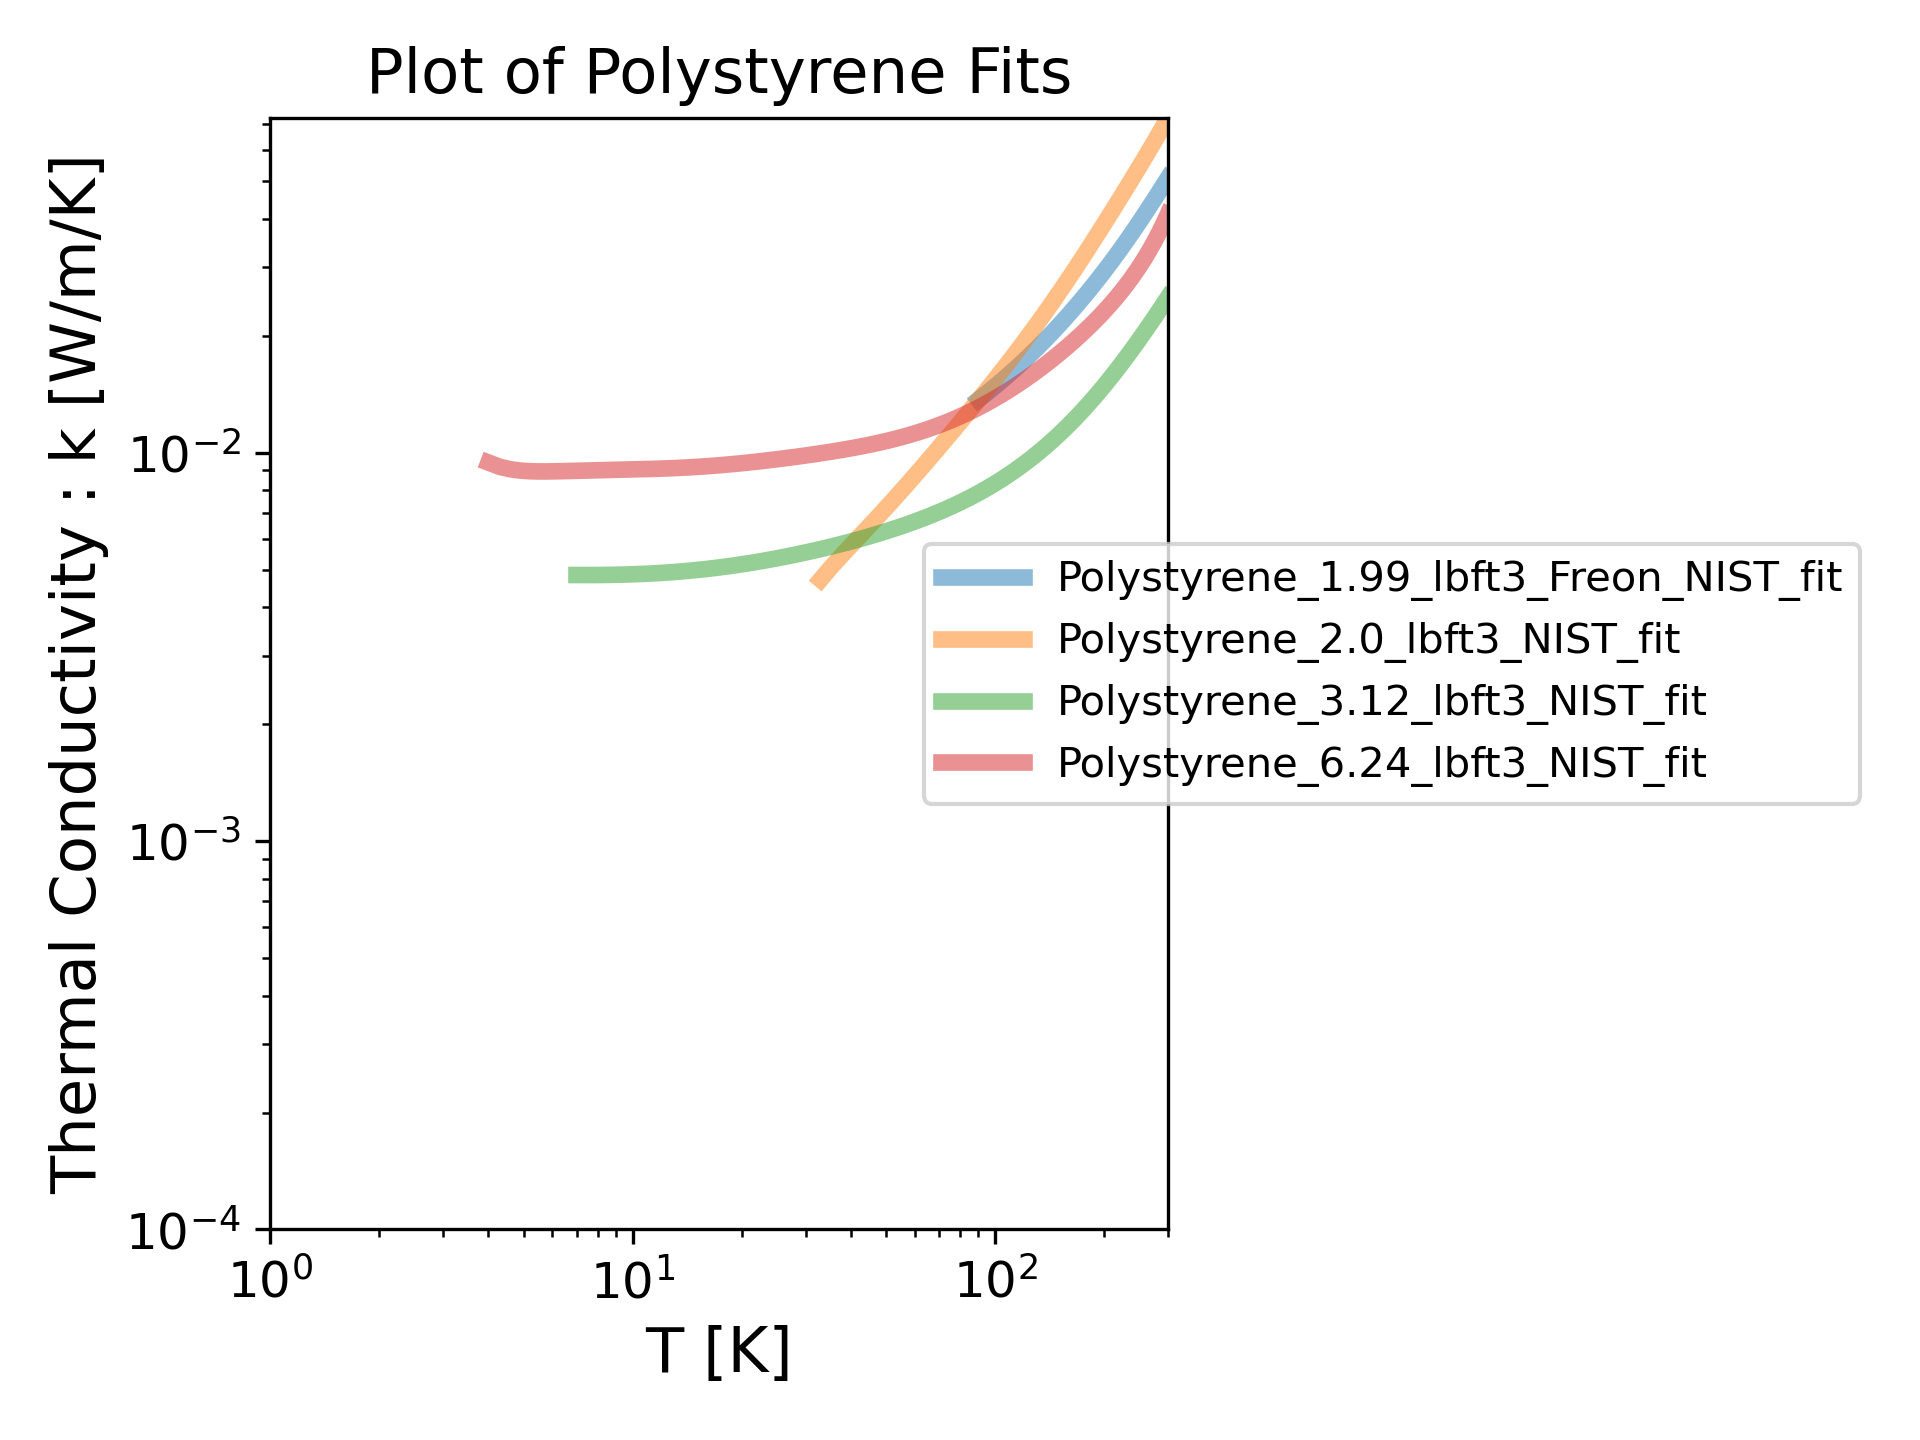 Plot of Polystyrene Fits
Thermal Conductivity : k [W/m/K]
10⁻²
10⁻³
10⁻⁴
10⁰ 10¹ 10²
T [K]
Polystyrene_1.99_lbft3_Freon_NIST_fit
Polystyrene_2.0_lbft3_NIST_fit
Polystyrene_3.12_lbft3_NIST_fit
Polystyrene_6.24_lbft3_NIST_fit